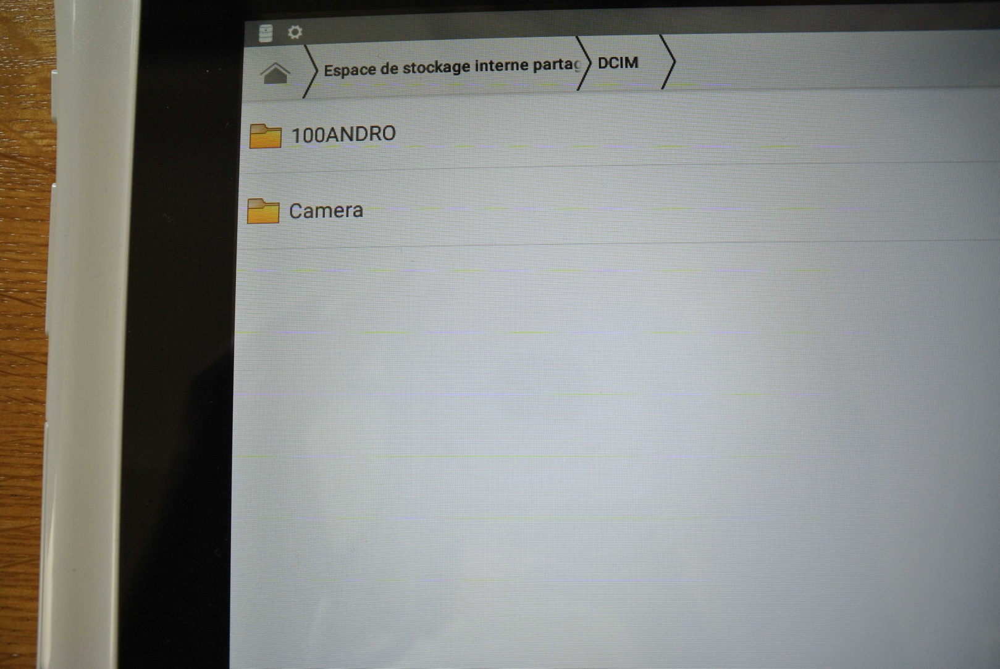 Espace de stockage interne partag
DCIM
100ANDRO
Camera